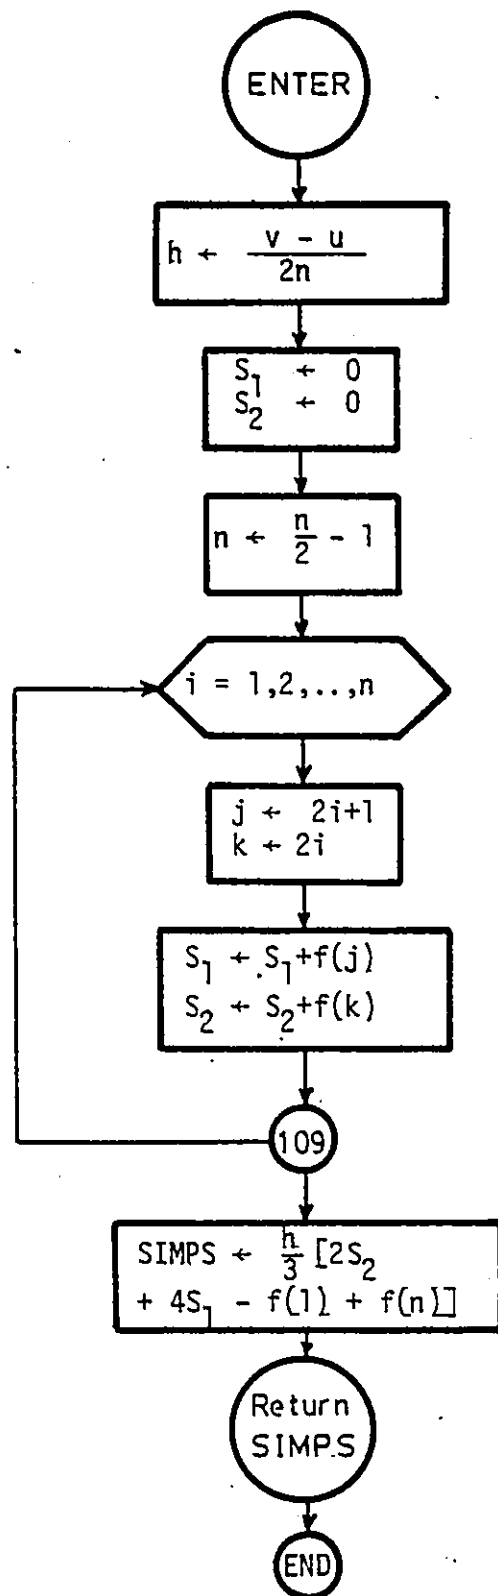 ENTER
h ← v - u / 2n
S1 ← 0
S2 ← 0
n ← n/2 - 1
i = 1,2,..,n
j ← 2i+1
k ← 2i
S1 ← S1+f(j)
S2 ← S2+f(k)
109
SIMPS ← h/3 [2S2
+ 4S1 - f(1) + f(n)]
Return
SIMP.S
END